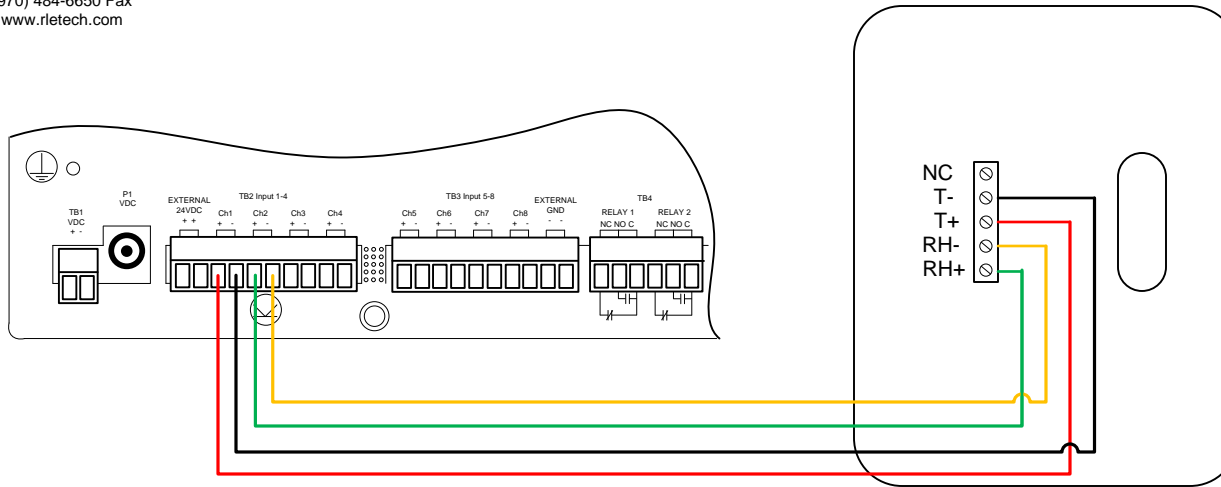 970) 484-6650 Fax
www.rletech.com
P1
VDC
TB1
VDC
+ -
EXTERNAL
24VDC
+ +
TB2 Input 1-4
Ch1
+ -
Ch2
+ -
Ch3
+ -
Ch4
+ -
TB3 Input 5-8
Ch5
+ -
Ch6
+ -
Ch7
+ -
Ch8
+ -
EXTERNAL
GND
- -
TB4
RELAY 1
NC NO C
RELAY 2
NC NO C
NC
T-
T+
RH-
RH+